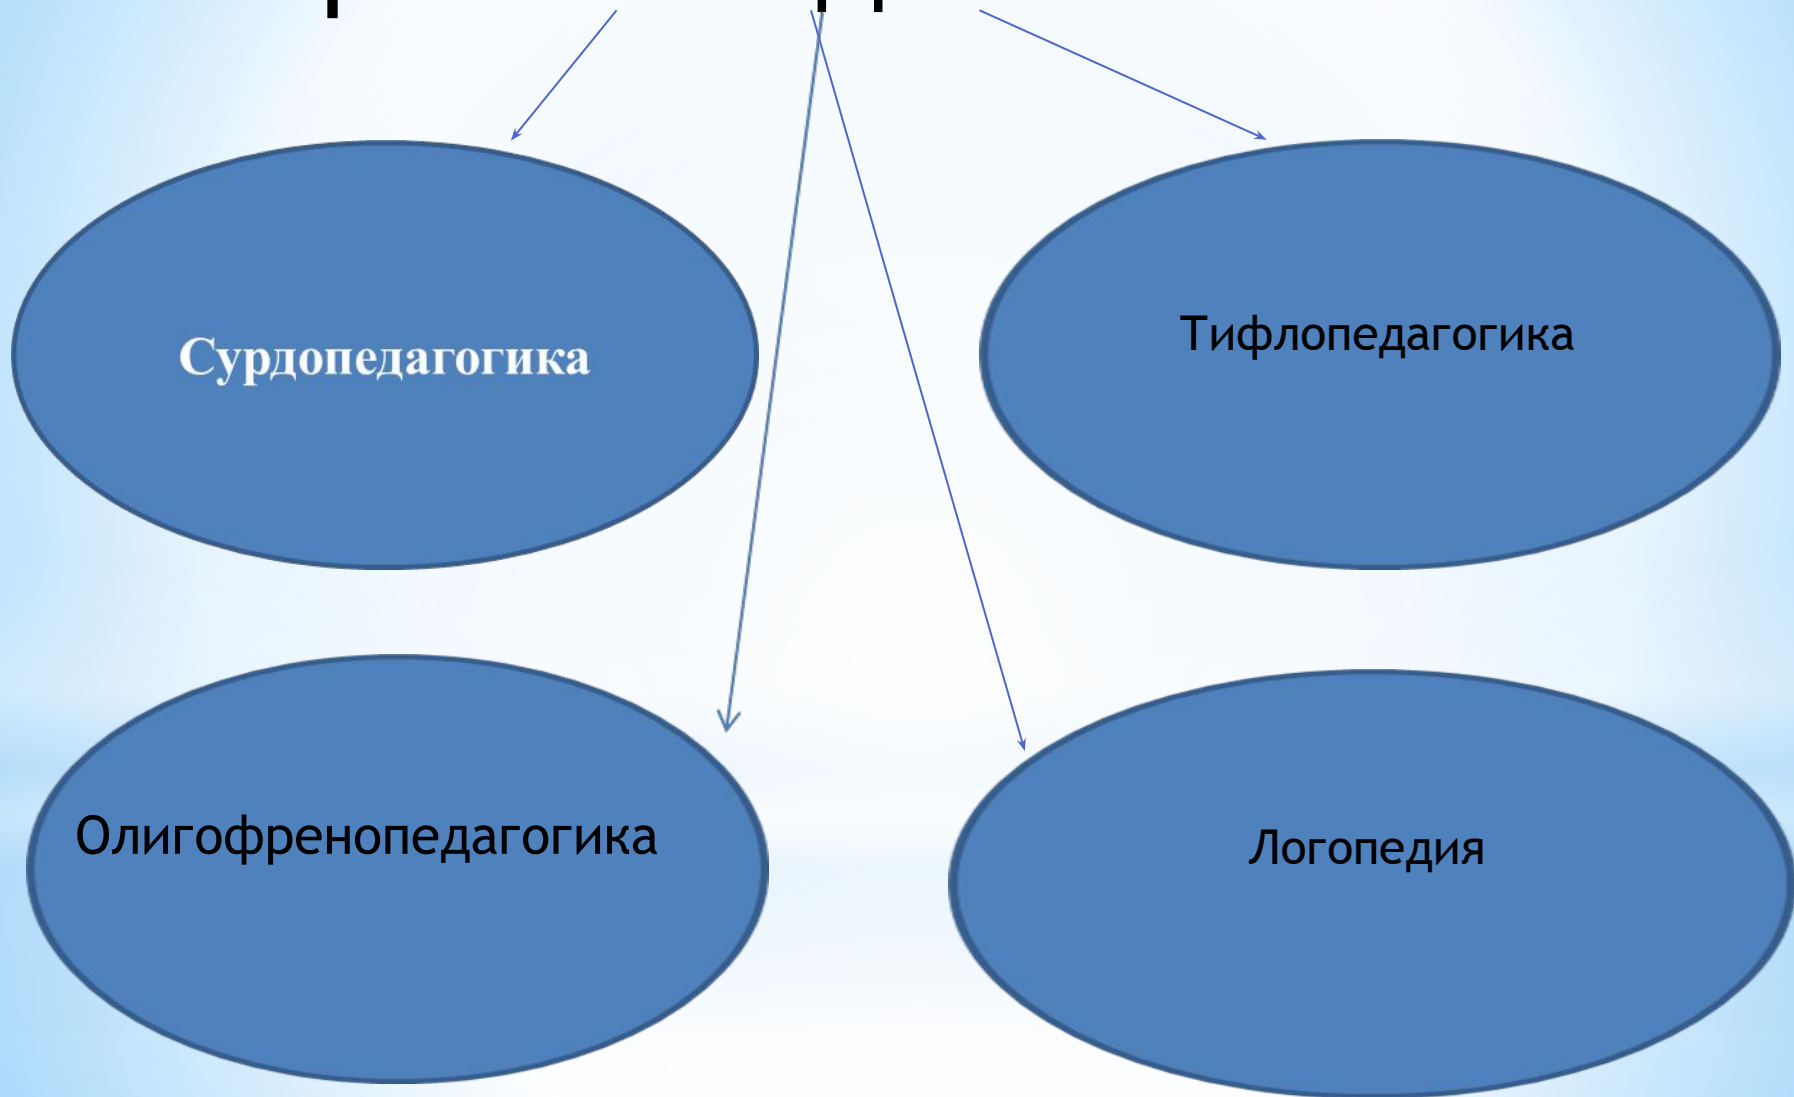 Сурдопедагогика
Тифлопедагогика
Олигофренопедагогика
Логопедия